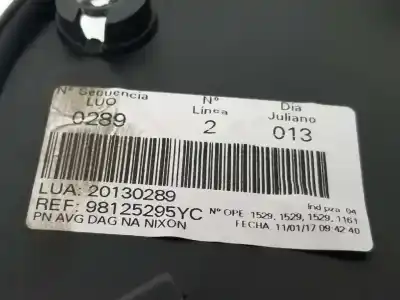 Nº Secuencia Nº Dia
LUO Linea Juliano
0289 2 013
Ind pza 04
LUA: 20130289
REF: 98125295YC Nº OPE 1529, 1529, 1529, 1161
PN AVG DAG NA NIXON FECHA 11/01/17 09:42:40